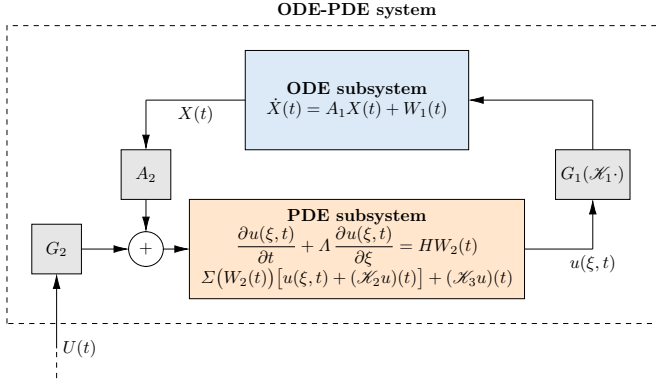 ODE-PDE system
ODE subsystem
Ẋ(t) = A₁X(t) + W₁(t)
X(t)
A₂
G₁(𝒦₁·)
PDE subsystem
∂u(ξ, t)/∂t + Λ ∂u(ξ, t)/∂ξ = HW₂(t)
Σ(W₂(t))[u(ξ, t) + (𝒦₂u)(t)] + (𝒦₃u)(t)
G₂
+
u(ξ, t)
U(t)